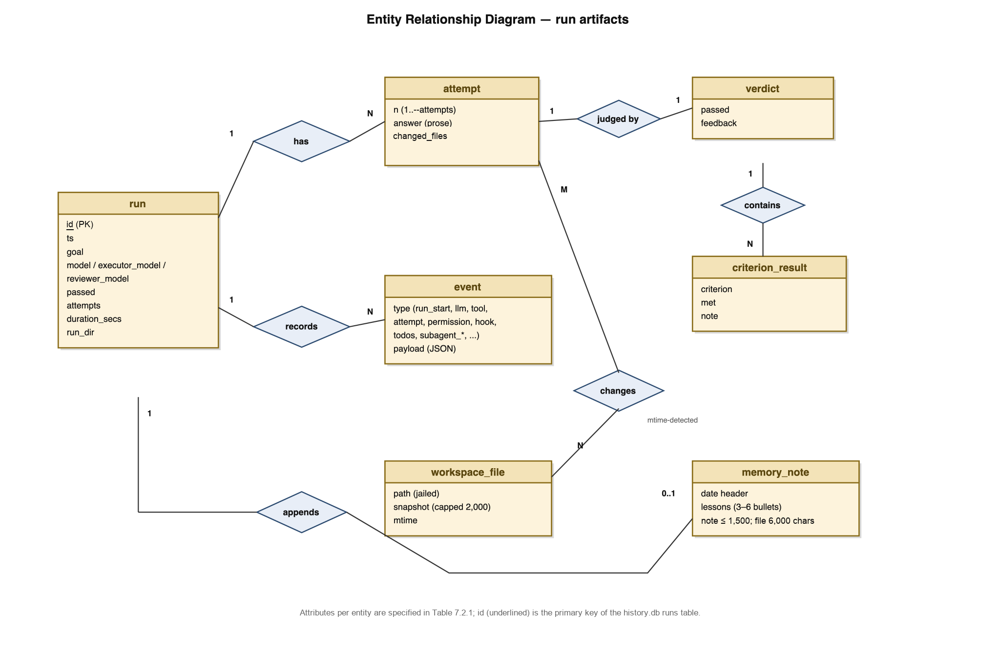 Entity Relationship Diagram — run artifacts
attempt
n (1..--attempts)
answer (prose)
changed_files
verdict
passed
feedback
1
judged by
1
N
has
1
M
1
contains
N
run
id (PK)
ts
goal
model / executor_model /
reviewer_model
passed
attempts
duration_secs
run_dir
criterion_result
criterion
met
note
event
type (run_start, llm, tool,
attempt, permission, hook,
todos, subagent_*, ...)
payload (JSON)
1
records
N
changes
mtime-detected
1
N
workspace_file
path (jailed)
snapshot (capped 2,000)
mtime
memory_note
date header
lessons (3–6 bullets)
note ≤ 1,500; file 6,000 chars
0..1
appends
Attributes per entity are specified in Table 7.2.1; id (underlined) is the primary key of the history.db runs table.